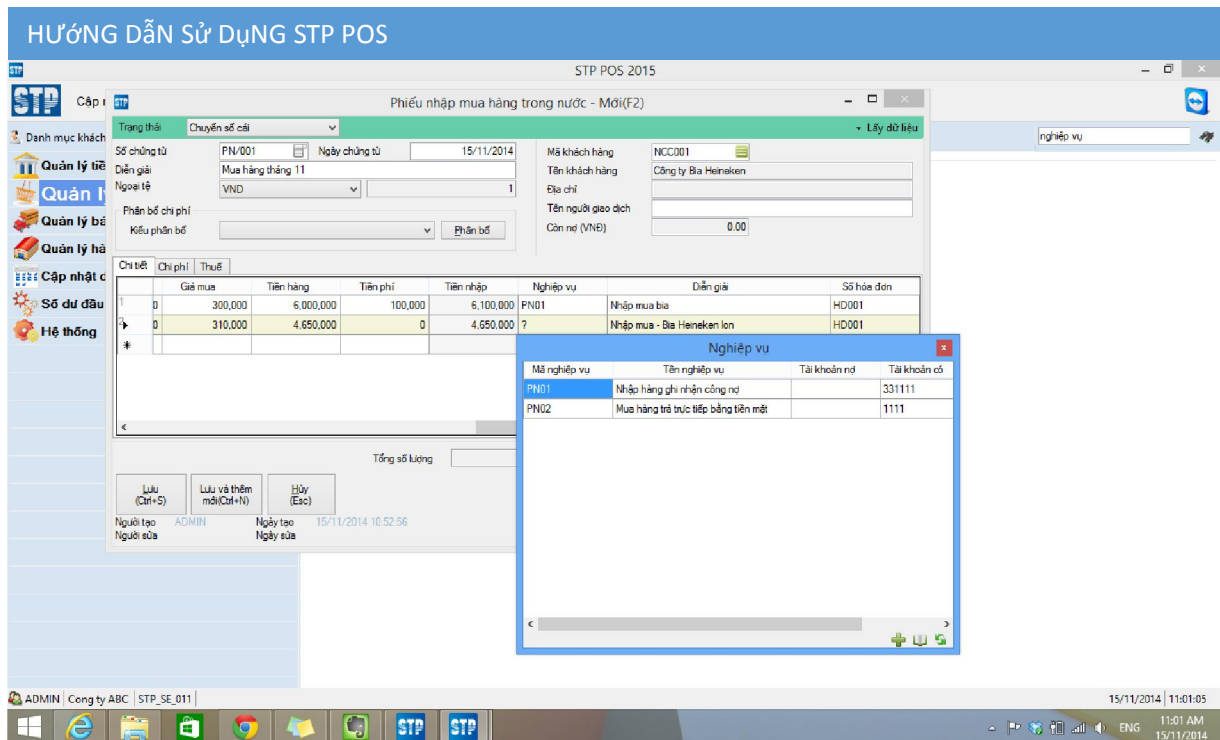 HƯớNG DẫN Sử DụNG STP POS
STP POS 2015
STP
Cập
Phiếu nhập mua hàng trong nước - Mới(F2)
Trạng thái Chuyển sổ cái
Lấy dữ liệu
Danh mục khách
nghiệp vụ
Số chứng từ PN/001 Ngày chứng từ 15/11/2014
Mã khách hàng NCC001
Diễn giải Mua hàng tháng 11
Tên khách hàng Công ty Bia Heineken
Ngoại tệ VND 1
Địa chỉ
Phân bổ chi phí
Tên người giao dịch
Kiểu phân bổ Phân bổ
Còn nợ (VNĐ) 0.00
Quản lý tiề
Quản l
Quản lý bá
Quản lý hà
Cập nhật d
Số dư đầu
Hệ thống
Chi tiết Chi phí Thuế
Giá mua Tiền hàng Tiền phí Tiền nhập Nghiệp vụ Diễn giải Số hóa đơn
1 0 300,000 6,000,000 100,000 6,100,000 PN01 Nhập mua bia HD001
2 0 310,000 4,650,000 0 4,650,000 ? Nhập mua - Bia Heineken lon HD001
Nghiệp vụ
Mã nghiệp vụ Tên nghiệp vụ Tài khoản nợ Tài khoản có
PN01 Nhập hàng ghi nhận công nợ 331111
PN02 Mua hàng trả trực tiếp bằng tiền mặt 1111
Tổng số lượng
Lưu (Ctrl+S)
Lưu và thêm mới(Ctrl+N)
Hủy (Esc)
Người tạo ADMIN Ngày tạo 15/11/2014 10:52:56
Người sửa Ngày sửa
ADMIN Cong ty ABC STP_SE_011
15/11/2014 11:01:05
STP STP
ENG
11:01 AM
15/11/2014